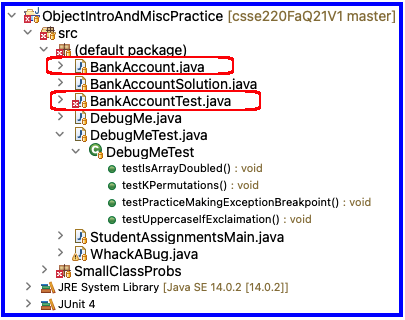 ObjectIntroAndMiscPractice [csse220FaQ21V1 master]
src
(default package)
BankAccount.java
BankAccountSolution.java
BankAccountTest.java
DebugMe.java
DebugMeTest.java
DebugMeTest
testIsArrayDoubled() : void
testKPermutations() : void
testPracticeMakingExceptionBreakpoint() : void
testUppercaseIfExclaimation() : void
StudentAssignmentsMain.java
WhackABug.java
SmallClassProbs
JRE System Library [Java SE 14.0.2 [14.0.2]]
JUnit 4